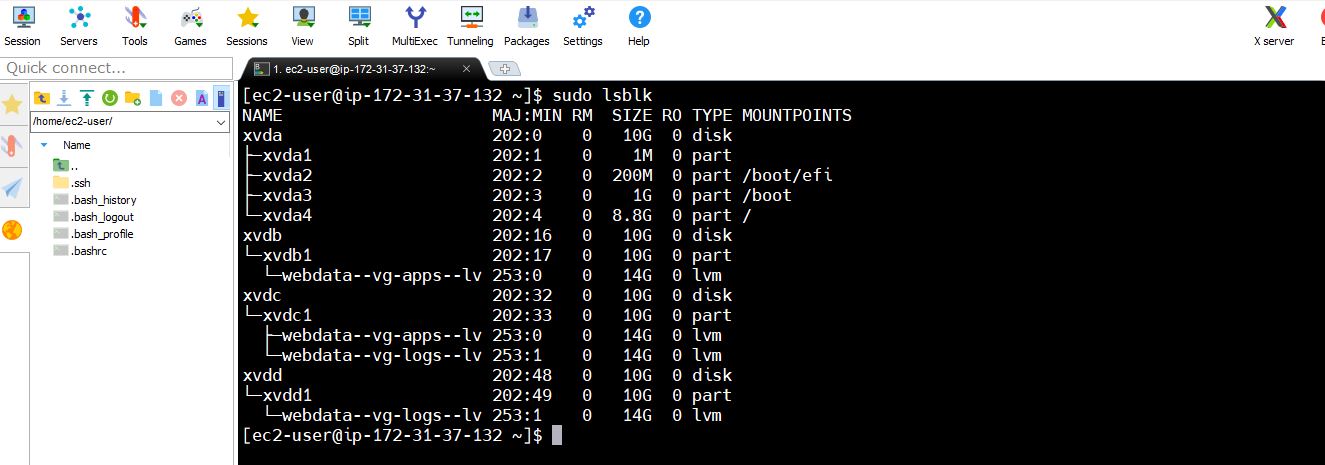 Session Servers Tools Games Sessions View Split MultiExec Tunneling Packages Settings Help X server
Quick connect...
1. ec2-user@ip-172-31-37-132:~
/home/ec2-user/
Name
..
.ssh
.bash_history
.bash_logout
.bash_profile
.bashrc
[ec2-user@ip-172-31-37-132 ~]$ sudo lsblk
NAME                      MAJ:MIN RM  SIZE RO TYPE MOUNTPOINTS
xvda                      202:0    0   10G  0 disk
├─xvda1                   202:1    0    1M  0 part
├─xvda2                   202:2    0  200M  0 part /boot/efi
├─xvda3                   202:3    0    1G  0 part /boot
└─xvda4                   202:4    0  8.8G  0 part /
xvdb                      202:16   0   10G  0 disk
└─xvdb1                   202:17   0   10G  0 part
  └─webdata--vg-apps--lv 253:0    0   14G  0 lvm
xvdc                      202:32   0   10G  0 disk
└─xvdc1                   202:33   0   10G  0 part
  ├─webdata--vg-apps--lv 253:0    0   14G  0 lvm
  └─webdata--vg-logs--lv 253:1    0   14G  0 lvm
xvdd                      202:48   0   10G  0 disk
└─xvdd1                   202:49   0   10G  0 part
  └─webdata--vg-logs--lv 253:1    0   14G  0 lvm
[ec2-user@ip-172-31-37-132 ~]$